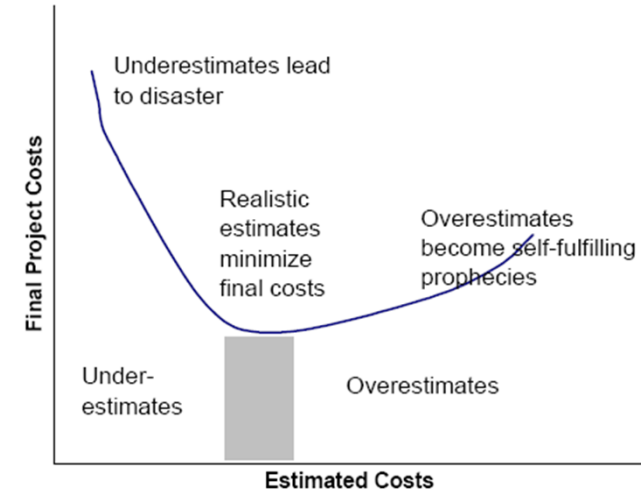 Underestimates lead
to disaster
Realistic
estimates
minimize
final costs
Overestimates
become self-fulfilling
prophecies
Final Project Costs
Under-
estimates
Overestimates
Estimated Costs